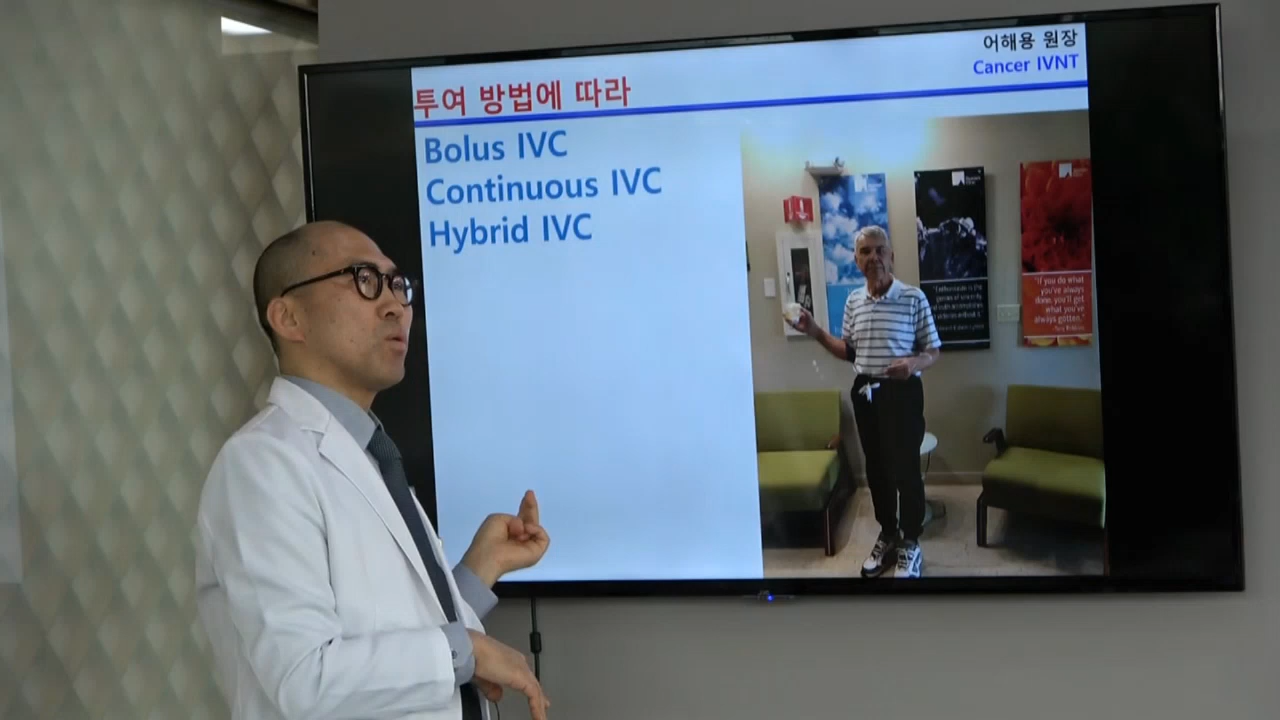 어해용 원장
Cancer IVNT
투여 방법에 따라
Bolus IVC
Continuous IVC
Hybrid IVC
"If you do what
you've always
done, you'll get
what you've
always gotten."